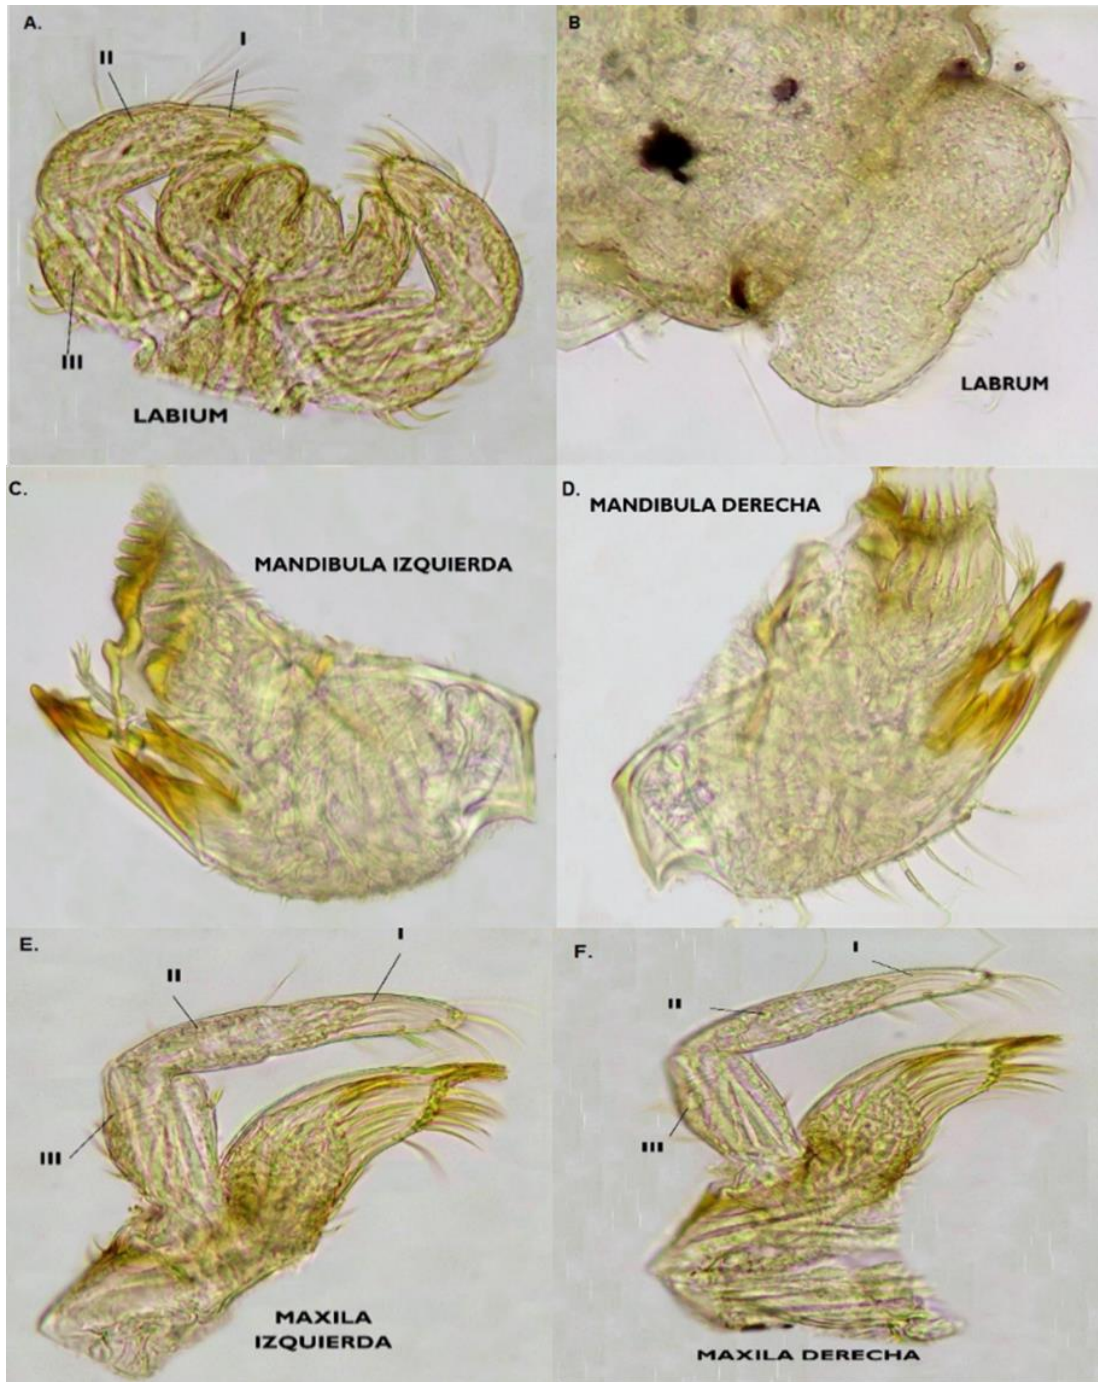 A.
II
I
III
LABIUM
B
LABRUM
C.
MANDIBULA IZQUIERDA
D.
MANDIBULA DERECHA
E.
I
II
III
MAXILA
IZQUIERDA
F.
I
II
III
MAXILA DERECHA